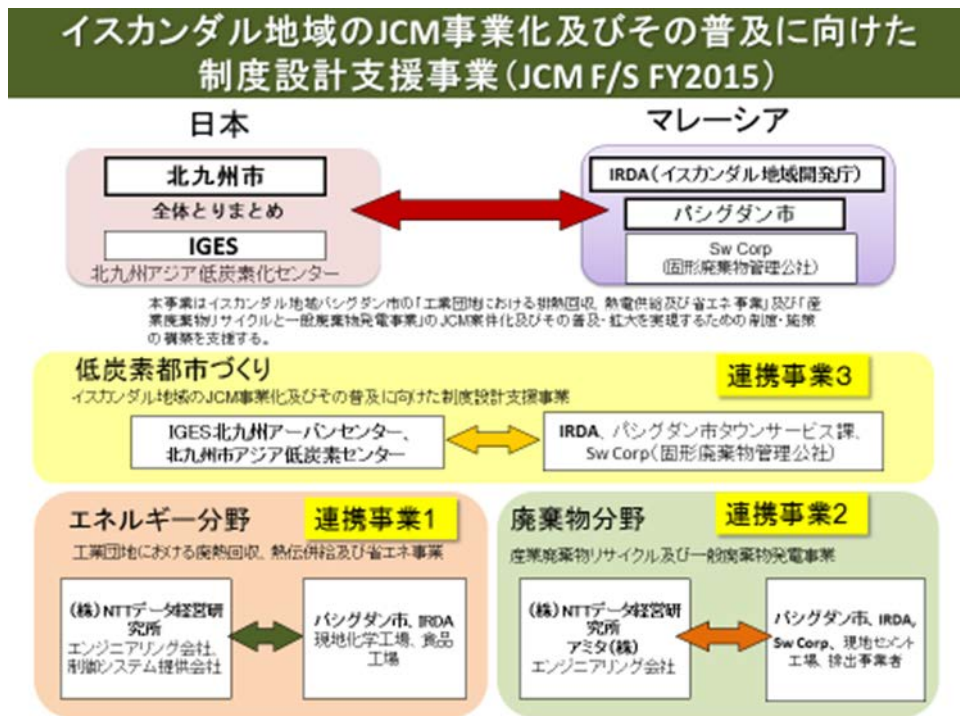 イスカンダル地域のJCM事業化及びその普及に向けた
制度設計支援事業（JCM F/S FY2015）
日本
マレーシア
北九州市
全体とりまとめ
IGES
北九州アジア低炭素化センター
IRDA（イスカンダル地域開発庁）
パシグダン市
Sw Corp
（固形廃棄物管理公社）
本事業はイスカンダル地域パシグダン市の「工業団地における排熱回収、熱電供給及び省エネ事業」及び「産
業廃棄物リサイクルと一般廃棄物発電事業」のJCM案件化及びその普及・拡大を実現するための制度・施策
の構築を支援する。
低炭素都市づくり
連携事業3
イスカンダル地域のJCM事業化及びその普及に向けた制度設計支援事業
IGES北九州アーバンセンター、
北九州市アジア低炭素センター
IRDA、パシグダン市タウンサービス課、
Sw Corp（固形廃棄物管理公社）
エネルギー分野
連携事業1
工業団地における廃熱回収、熱伝併給及び省エネ事業
（株）NTTデータ経営研
究所
エンジニアリング会社、
制御システム提供会社
パシグダン市、IRDA
現地化学工場、食品
工場
廃棄物分野
連携事業2
産業廃棄物リサイクル及び一般廃棄物発電事業
（株）NTTデータ経営研
究所
アミタ（株）
エンジニアリング会社
パシグダン市、IRDA,
Sw Corp、現地セメント
工場、排出事業者